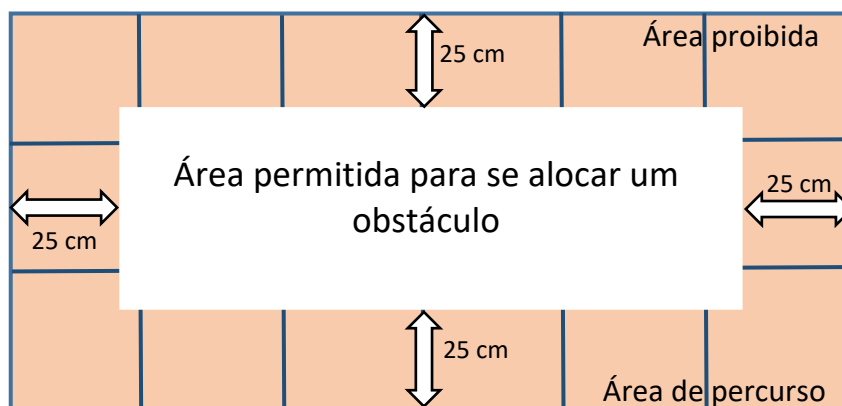 Área proibida
25 cm
Área permitida para se alocar um
obstáculo
25 cm
25 cm
25 cm
Área de percurso